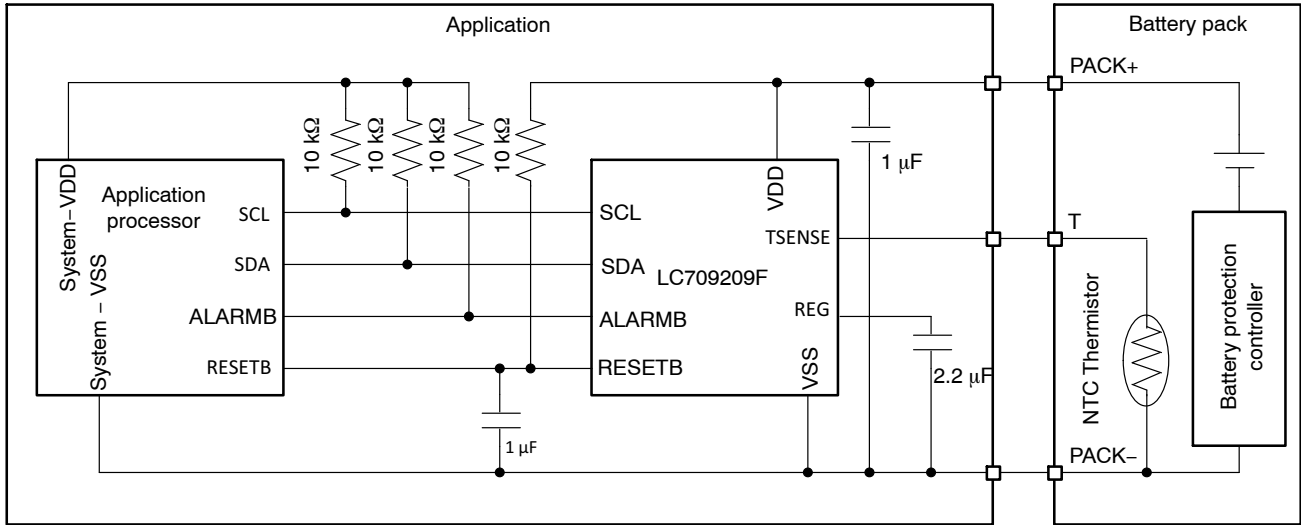 Application
Battery pack
PACK+
10 kΩ
10 kΩ
10 kΩ
10 kΩ
1 μF
System−VDD
Application
processor
VDD
SCL
SCL
T
TSENSE
SDA
SDA
LC709209F
System − VSS
ALARMB
ALARMB
REG
NTC Thermistor
Battery protection
controller
RESETB
RESETB
VSS
2.2 μF
1 μF
PACK−